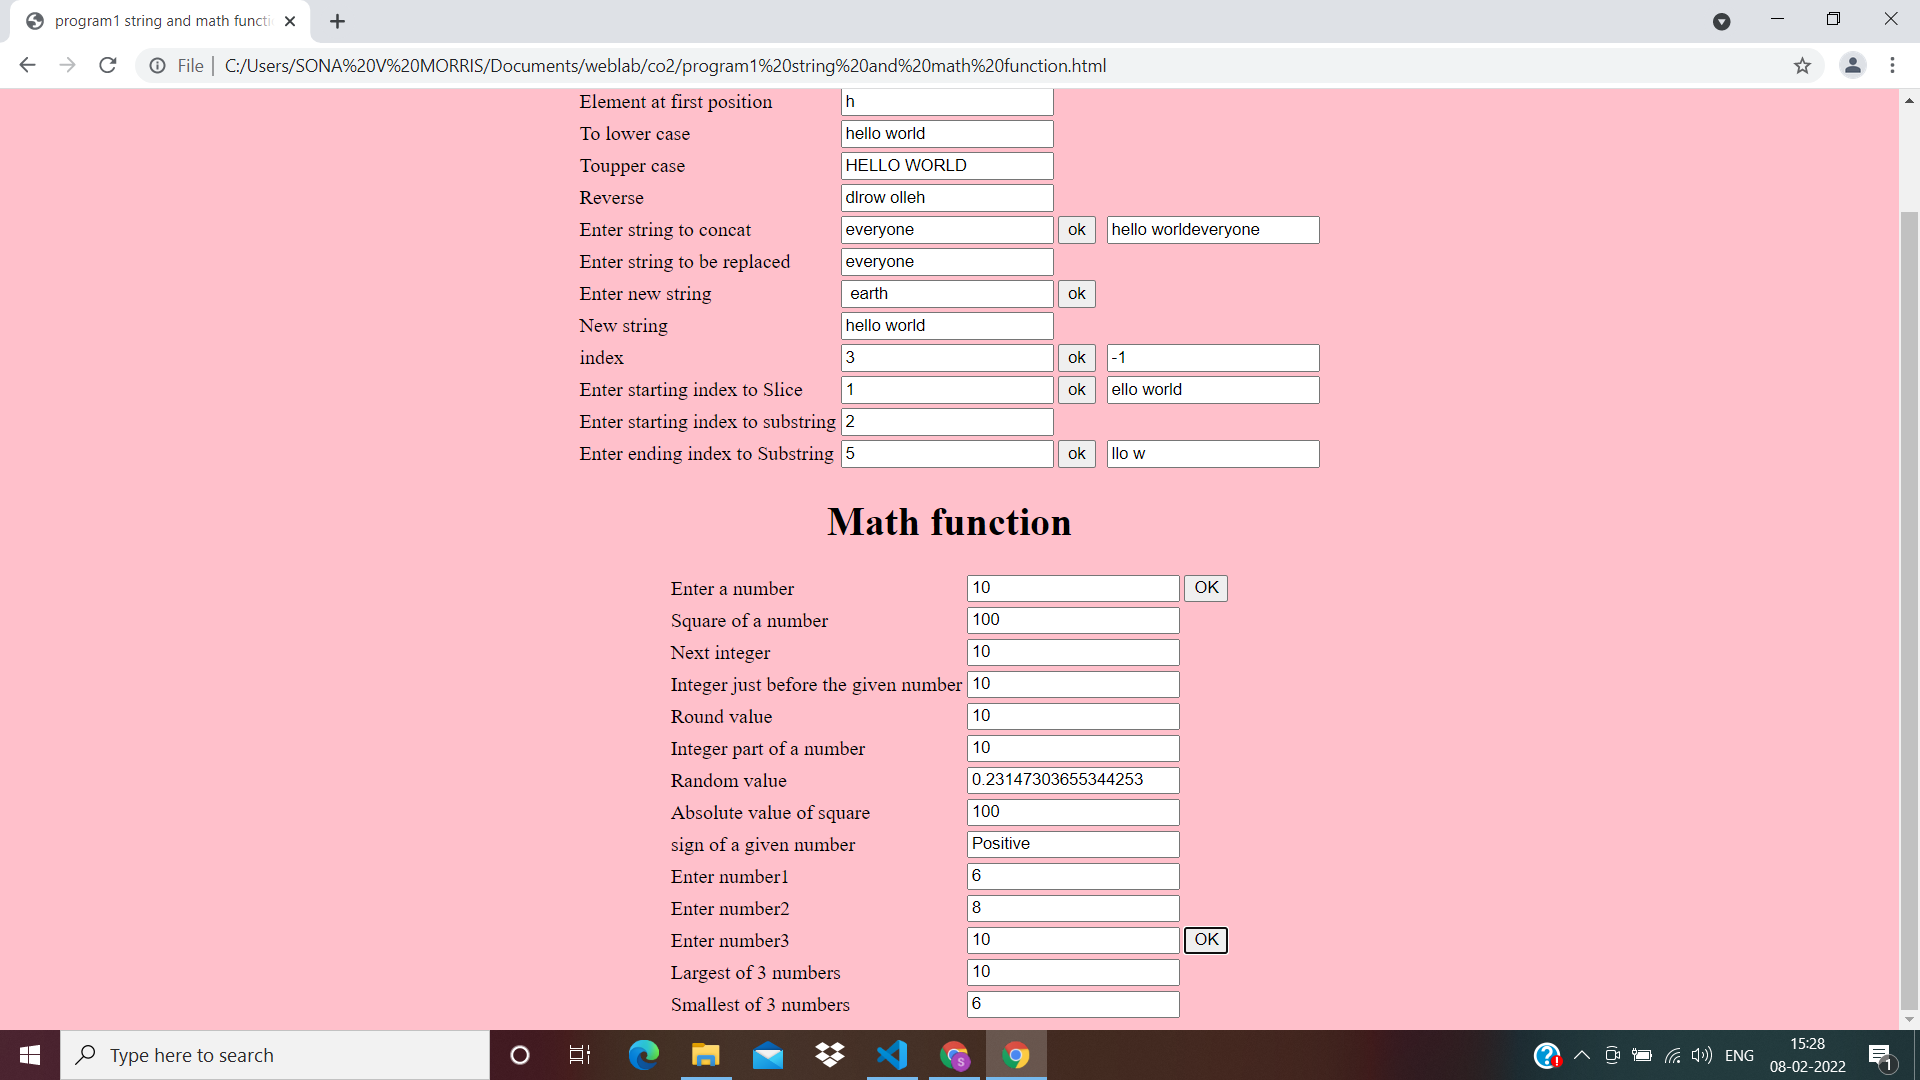 program1 string and math functi
File | C:/Users/SONA%20V%20MORRIS/Documents/weblab/co2/program1%20string%20and%20math%20function.html
Element at first position h
To lower case hello world
Toupper case HELLO WORLD
Reverse dlrow olleh
Enter string to concat everyone ok hello worldeveryone
Enter string to be replaced everyone
Enter new string earth ok
New string hello world
index 3 ok -1
Enter starting index to Slice 1 ok ello world
Enter starting index to substring 2
Enter ending index to Substring 5 ok llo w
Math function
Enter a number 10 OK
Square of a number 100
Next integer 10
Integer just before the given number 10
Round value 10
Integer part of a number 10
Random value 0.23147303655344253
Absolute value of square 100
sign of a given number Positive
Enter number1 6
Enter number2 8
Enter number3 10 OK
Largest of 3 numbers 10
Smallest of 3 numbers 6
Type here to search
S
ENG
15:28
08-02-2022
1